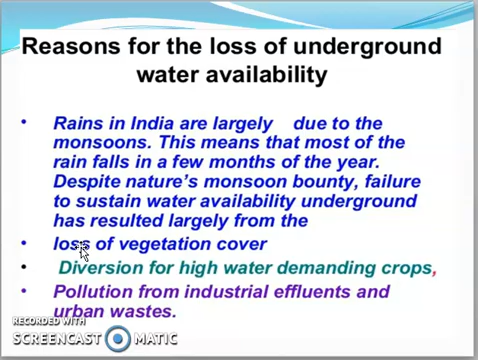 Reasons for the loss of underground
water availability
• Rains in India are largely due to the
monsoons. This means that most of the
rain falls in a few months of the year.
Despite nature's monsoon bounty, failure
to sustain water availability underground
has resulted largely from the
• loss of vegetation cover
• Diversion for high water demanding crops,
• Pollution from industrial effluents and
urban wastes.
RECORDED WITH
SCREENCAST MATIC